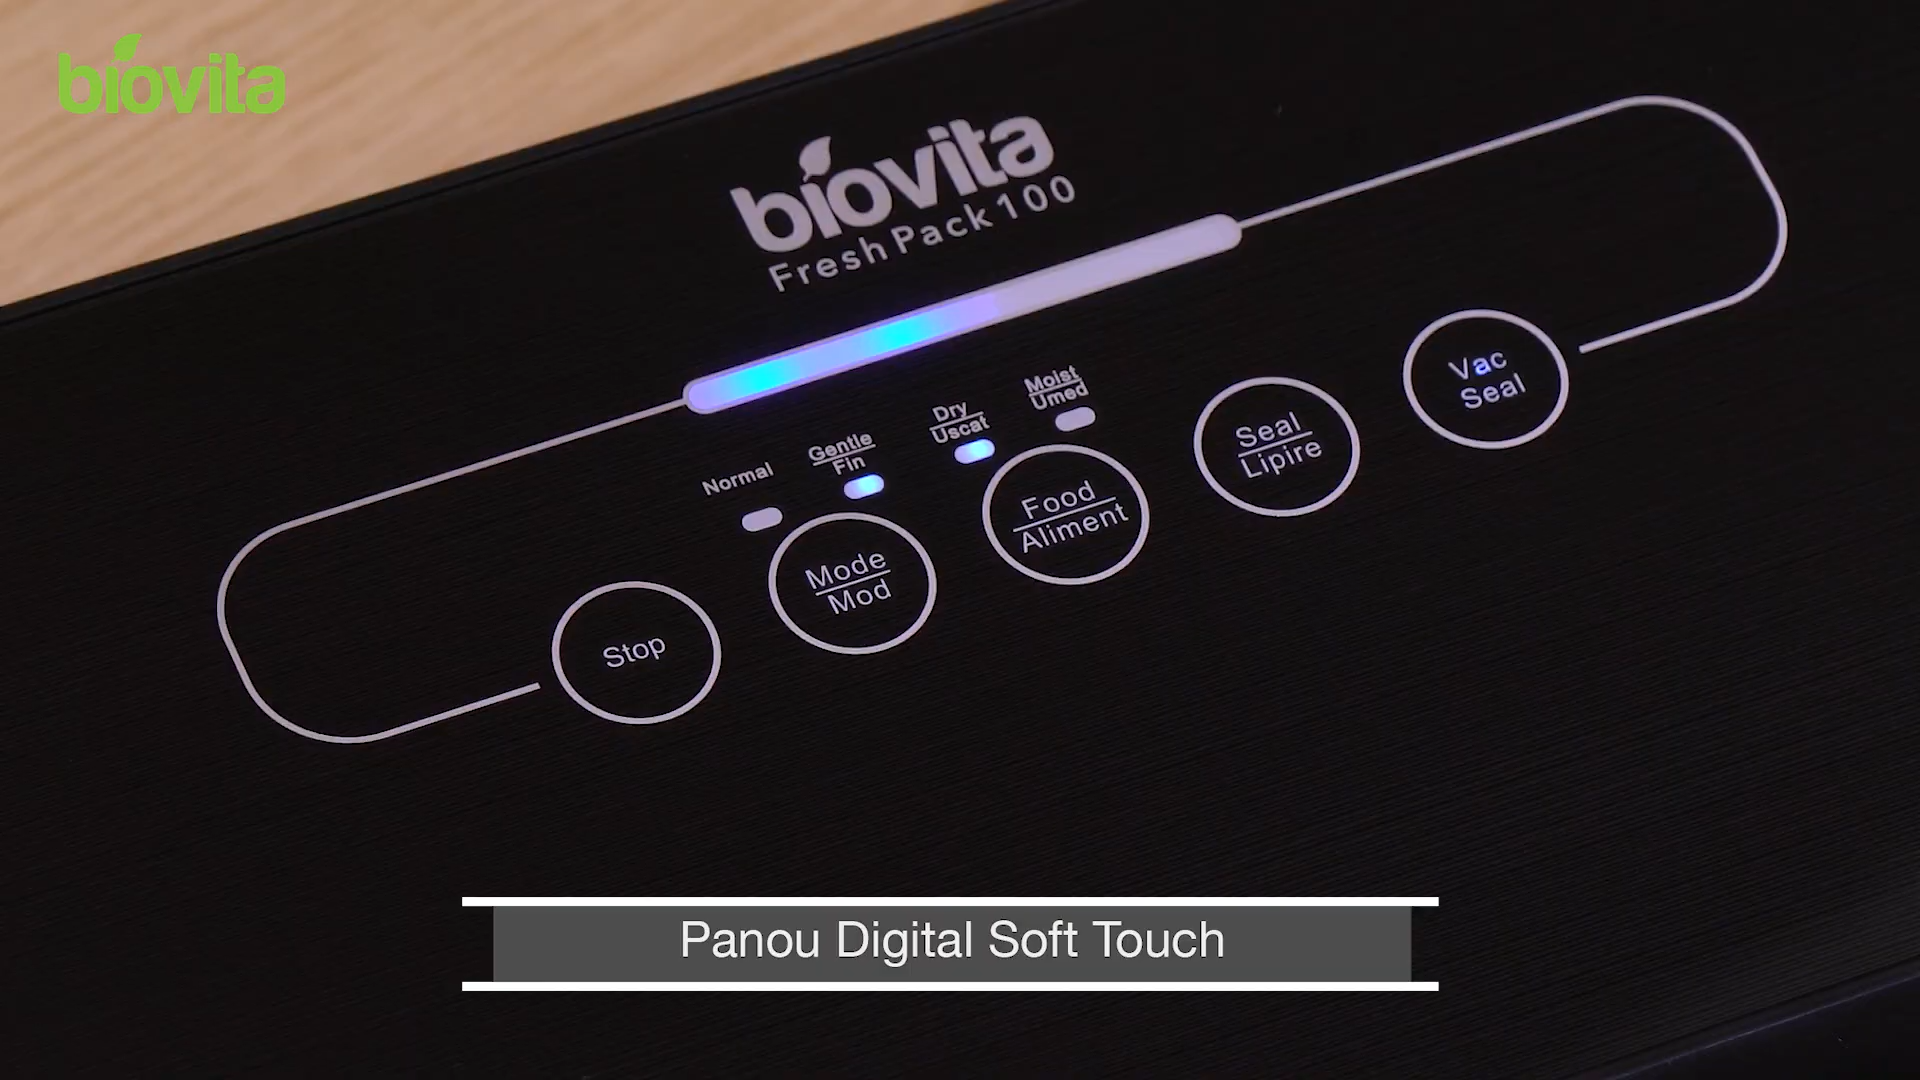 biovita
biovita
Fresh Pack 100
Normal
Gentle
Fin
Dry
Uscat
Moist
Umed
Stop
Mode
Mod
Food
Aliment
Seal
Lipire
Vac
Seal
Panou Digital Soft Touch